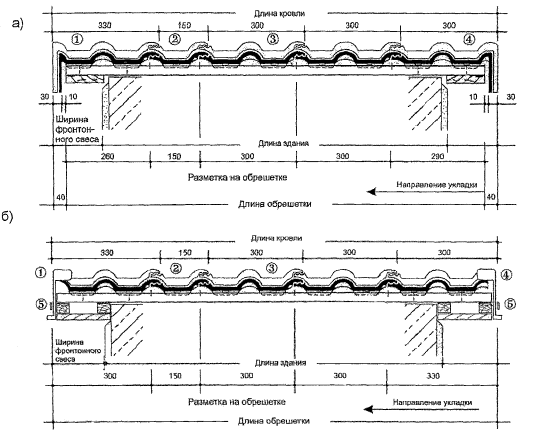 Длина кровли
330 150 300 300 300
а)
① ② ③ ④
30 10 10 30
Ширина
фронтон-
ного свеса
Длина здания
260 150 300 300 290
Разметка на обрешетке
40 Направление укладки 40
Длина обрешетки
б)
Длина кровли
330 150 300 300 300
① ② ③ ④
⑤ ⑤
Ширина
фронтонного
свеса
Длина здания
300 150 300 300 330
Разметка на обрешетке
Направление укладки
Длина обрешетки